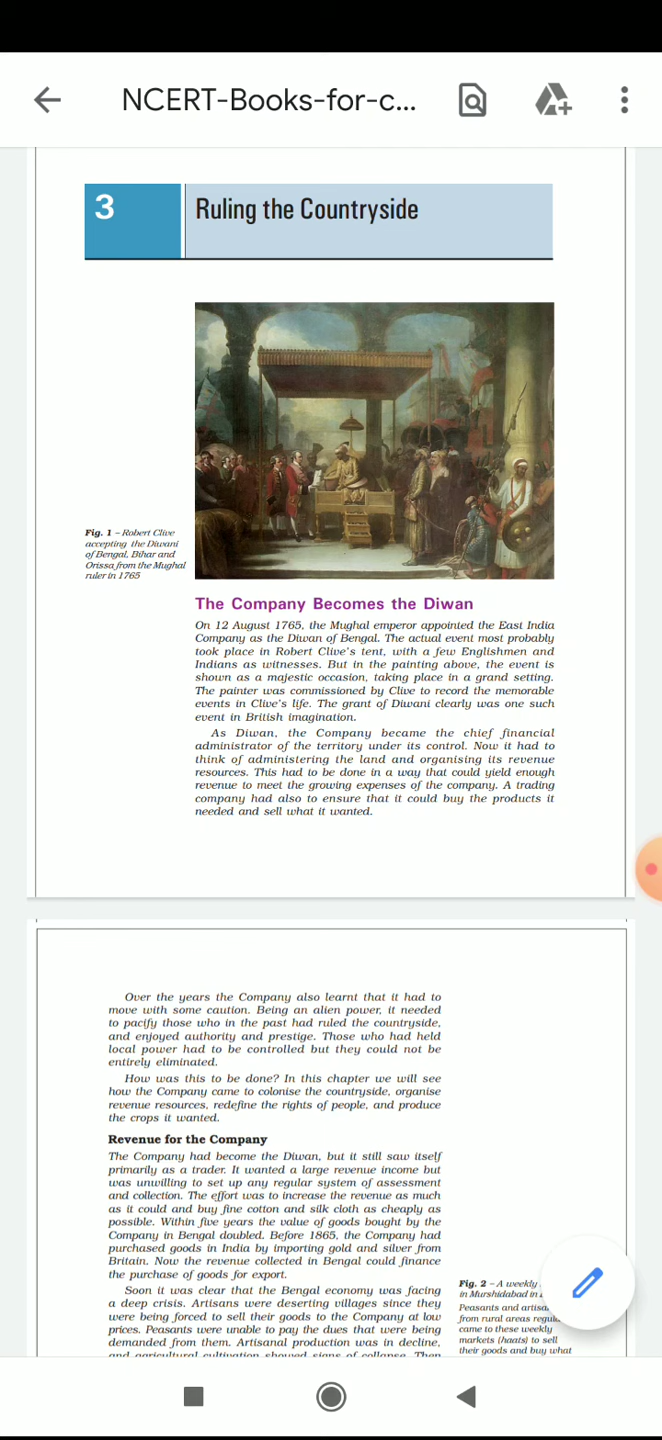 NCERT-Books-for-c...
3
Ruling the Countryside
Fig. 1 – Robert Clive
accepting the Diwani
of Bengal, Bihar and
Orissa from the Mughal
ruler in 1765
The Company Becomes the Diwan
On 12 August 1765, the Mughal emperor appointed the East India
Company as the Diwan of Bengal. The actual event most probably
took place in Robert Clive's tent, with a few Englishmen and
Indians as witnesses. But in the painting above, the event is
shown as a majestic occasion, taking place in a grand setting.
The painter was commissioned by Clive to record the memorable
events in Clive's life. The grant of Diwani clearly was one such
event in British imagination.
As Diwan, the Company became the chief financial
administrator of the territory under its control. Now it had to
think of administering the land and organising its revenue
resources. This had to be done in a way that could yield enough
revenue to meet the growing expenses of the company. A trading
company had also to ensure that it could buy the products it
needed and sell what it wanted.
Over the years the Company also learnt that it had to
move with some caution. Being an alien power, it needed
to pacify those who in the past had ruled the countryside,
and enjoyed authority and prestige. Those who had held
local power had to be controlled but they could not be
entirely eliminated.
How was this to be done? In this chapter we will see
how the Company came to colonise the countryside, organise
revenue resources, redefine the rights of people, and produce
the crops it wanted.
Revenue for the Company
The Company had become the Diwan, but it still saw itself
primarily as a trader. It wanted a large revenue income but
was unwilling to set up any regular system of assessment
and collection. The effort was to increase the revenue as much
as it could and buy fine cotton and silk cloth as cheaply as
possible. Within five years the value of goods bought by the
Company in Bengal doubled. Before 1865, the Company had
purchased goods in India by importing gold and silver from
Britain. Now the revenue collected in Bengal could finance
the purchase of goods for export.
Soon it was clear that the Bengal economy was facing
a deep crisis. Artisans were deserting villages since they
were being forced to sell their goods to the Company at low
prices. Peasants were unable to pay the dues that were being
demanded from them. Artisanal production was in decline,
and agricultural cultivation showed signs of collapse. Then
Fig. 2 – A weekly
in Murshidabad in
Peasants and
from rural areas
came to these weekly
markets (haats) to sell
their goods and buy what